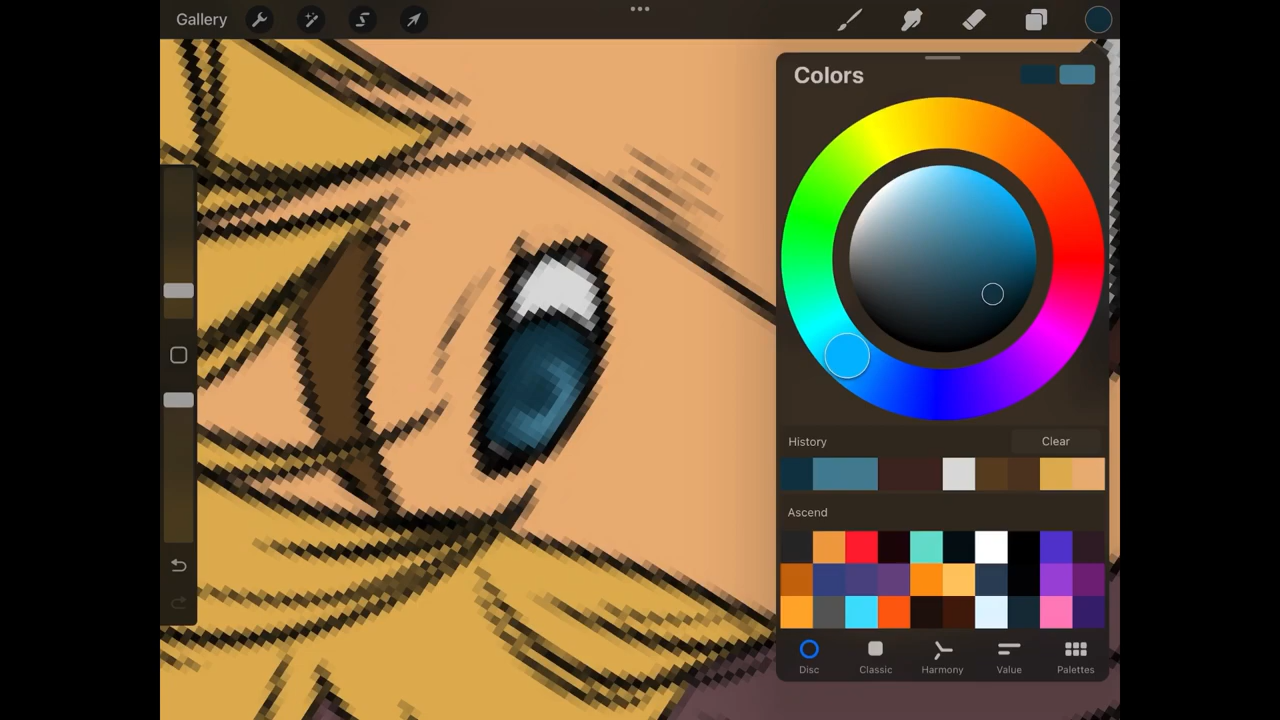 Gallery
Colors
History
Clear
Ascend
Disc
Classic
Harmony
Value
Palettes